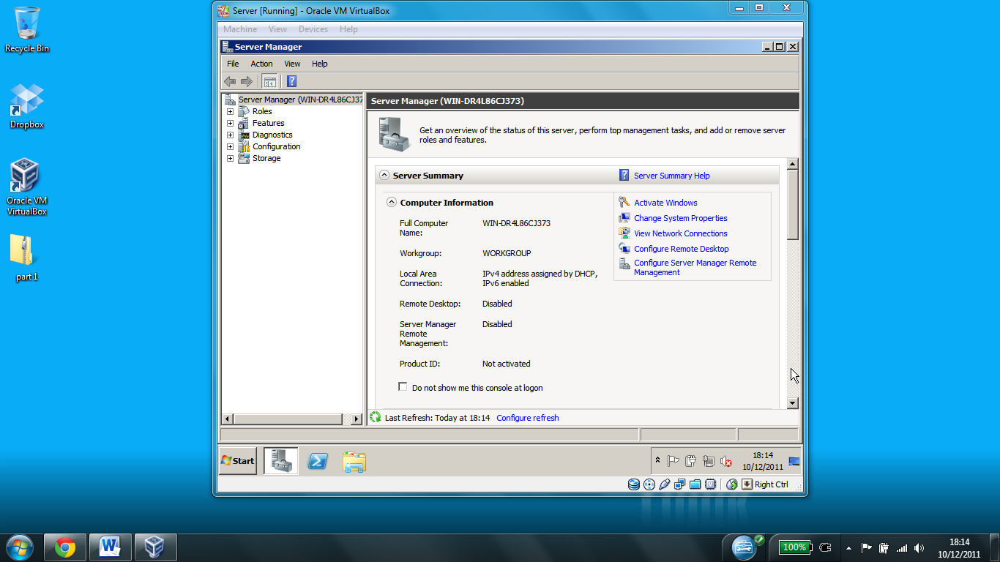 Recycle Bin
Dropbox
Oracle VM
VirtualBox
part 1
Server [Running] - Oracle VM VirtualBox
Machine View Devices Help
Server Manager
File Action View Help
Server Manager (WIN-DR4L86CJ37
Roles
Features
Diagnostics
Configuration
Storage
Server Manager (WIN-DR4L86CJ373)
Get an overview of the status of this server, perform top management tasks, and add or remove server
roles and features.
Server Summary
Server Summary Help
Computer Information
Full Computer
Name:
WIN-DR4L86CJ373
Workgroup:
WORKGROUP
Local Area
Connection:
IPv4 address assigned by DHCP,
IPv6 enabled
Remote Desktop:
Disabled
Server Manager
Remote
Management:
Disabled
Product ID:
Not activated
Do not show me this console at logon
Activate Windows
Change System Properties
View Network Connections
Configure Remote Desktop
Configure Server Manager Remote
Management
Last Refresh: Today at 18:14 Configure refresh
Start
18:14
10/12/2011
Right Ctrl
100%
18:14
10/12/2011